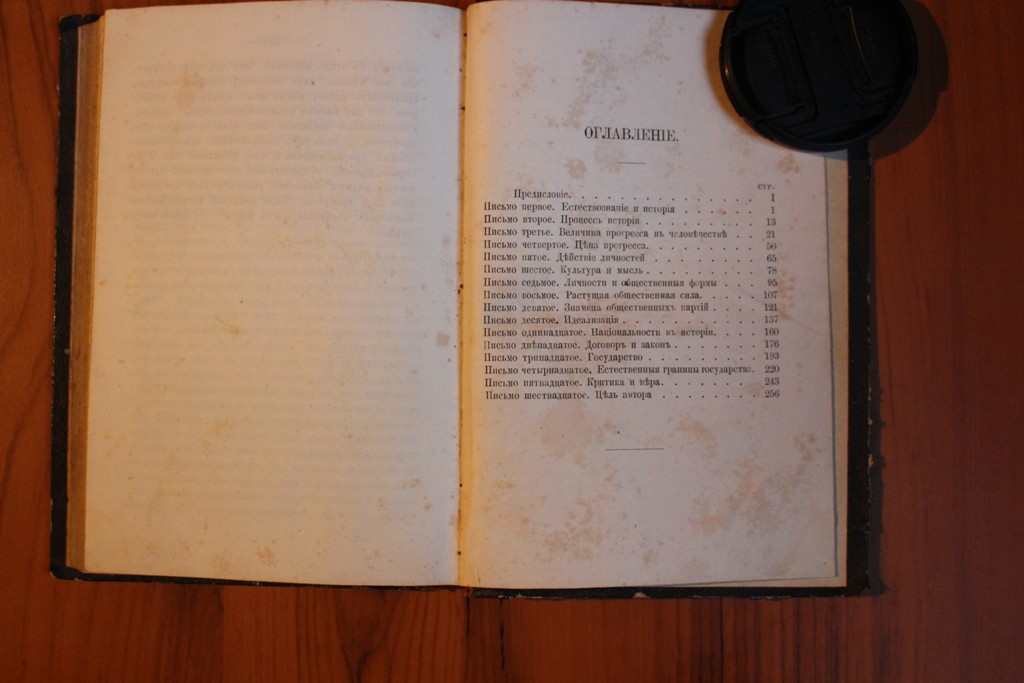 ОГЛАВЛЕНІЕ.
СТР.
Предисловіе. . . . . . . . . . . . . . . I
Письмо первое. Естествознаніе и исторія . . . . . . 1
Письмо второе. Процессъ исторіи . . . . . . . . . 13
Письмо третье. Величина прогресса въ человѣчествѣ . . 21
Письмо четвертое. Цѣна прогресса. . . . . . . . . 50
Письмо пятое. Дѣйствіе личностей . . . . . . . . . 65
Письмо шестое. Культура и мысль . . . . . . . . . 78
Письмо седьмое. Личности и общественныя формы . . . 95
Письмо восьмое. Растущая общественная сила. . . . . 107
Письмо девятое. Знамена общественныхъ партій . . . . 121
Письмо десятое. Идеализація . . . . . . . . . . . 137
Письмо одиннадцатое. Національности въ исторіи. . . . 160
Письмо двѣнадцатое. Договоръ и законъ . . . . . . . 176
Письмо тринадцатое. Государство . . . . . . . . . 193
Письмо четырнадцатое. Естественныя границы государство. 220
Письмо пятнадцатое. Критика и вѣра. . . . . . . . 243
Письмо шестнадцатое. Цѣль автора . . . . . . . . 256